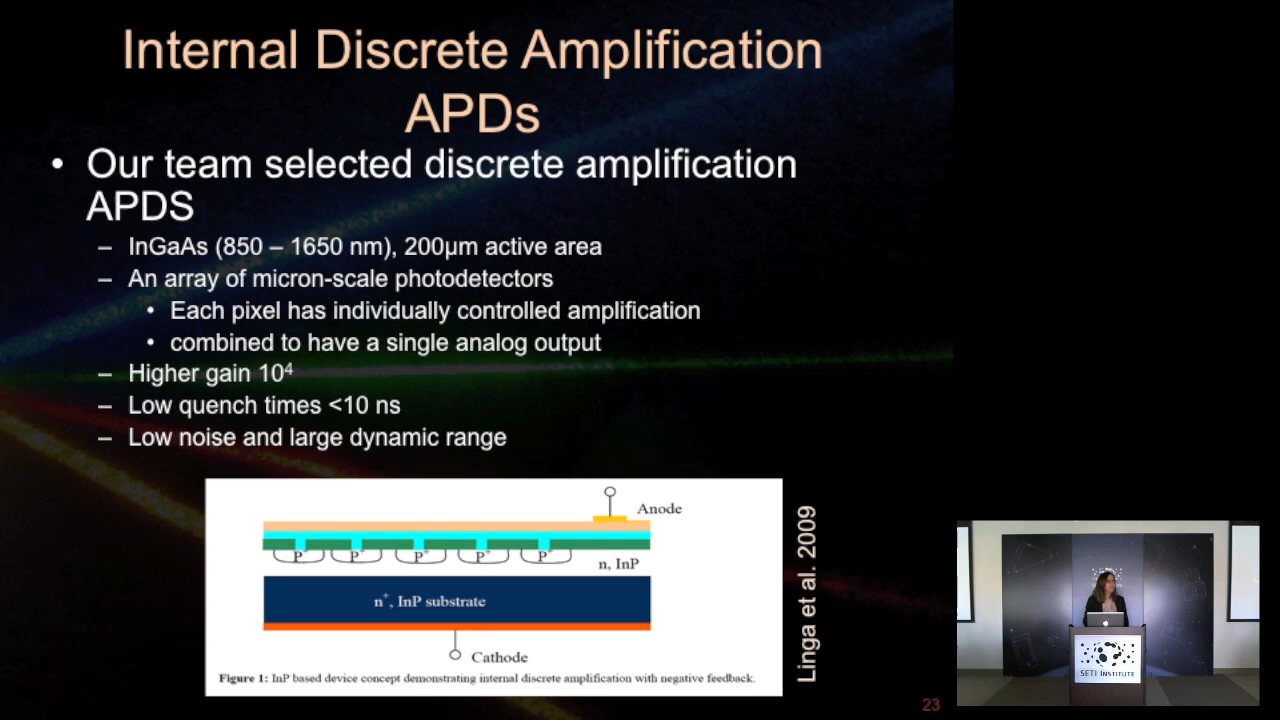 Internal Discrete Amplification
APDs
• Our team selected discrete amplification
APDS
– InGaAs (850 – 1650 nm), 200µm active area
– An array of micron-scale photodetectors
• Each pixel has individually controlled amplification
• combined to have a single analog output
– Higher gain 10⁴
– Low quench times <10 ns
– Low noise and large dynamic range
Anode
P⁺ P⁺ P⁺ P⁺ P⁺
n, InP
n⁺, InP substrate
Cathode
Figure 1: InP based device concept demonstrating internal discrete amplification with negative feedback.
Linga et al. 2009
23
SETI INSTITUTE